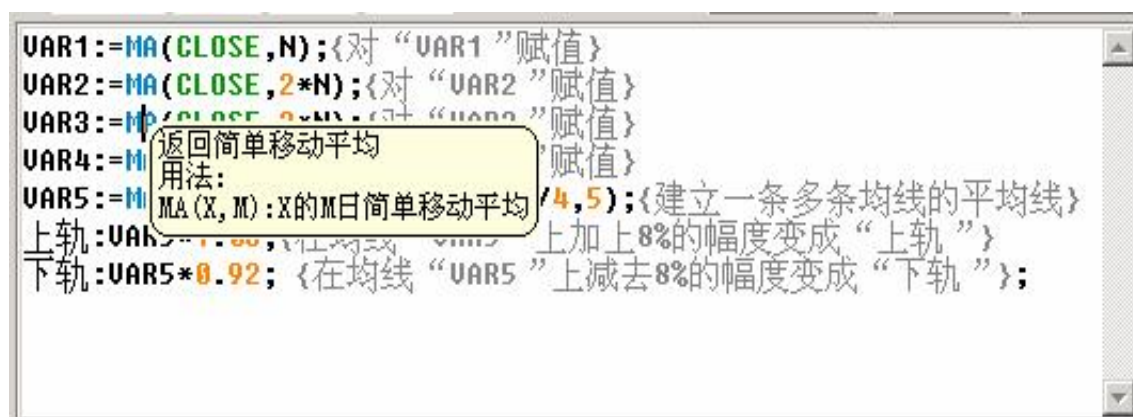 VAR1:=MA(CLOSE,N);{对“VAR1”赋值}
VAR2:=MA(CLOSE,2*N);{对“VAR2”赋值}
VAR3:=M 赋值}
VAR4:=M 赋值}
VAR5:=M /4,5);{建立一条多条均线的平均线}
返回简单移动平均
用法:
MA(X,M):X的M日简单移动平均
上轨:VAR5 上加上8%的幅度变成“上轨”}
下轨:VAR5*0.92; {在均线“VAR5”上减去8%的幅度变成“下轨”};